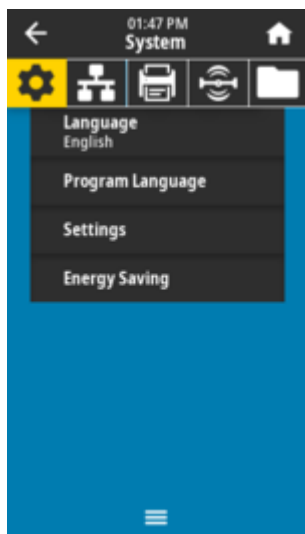 01:47 PM
System
Language
English
Program Language
Settings
Energy Saving